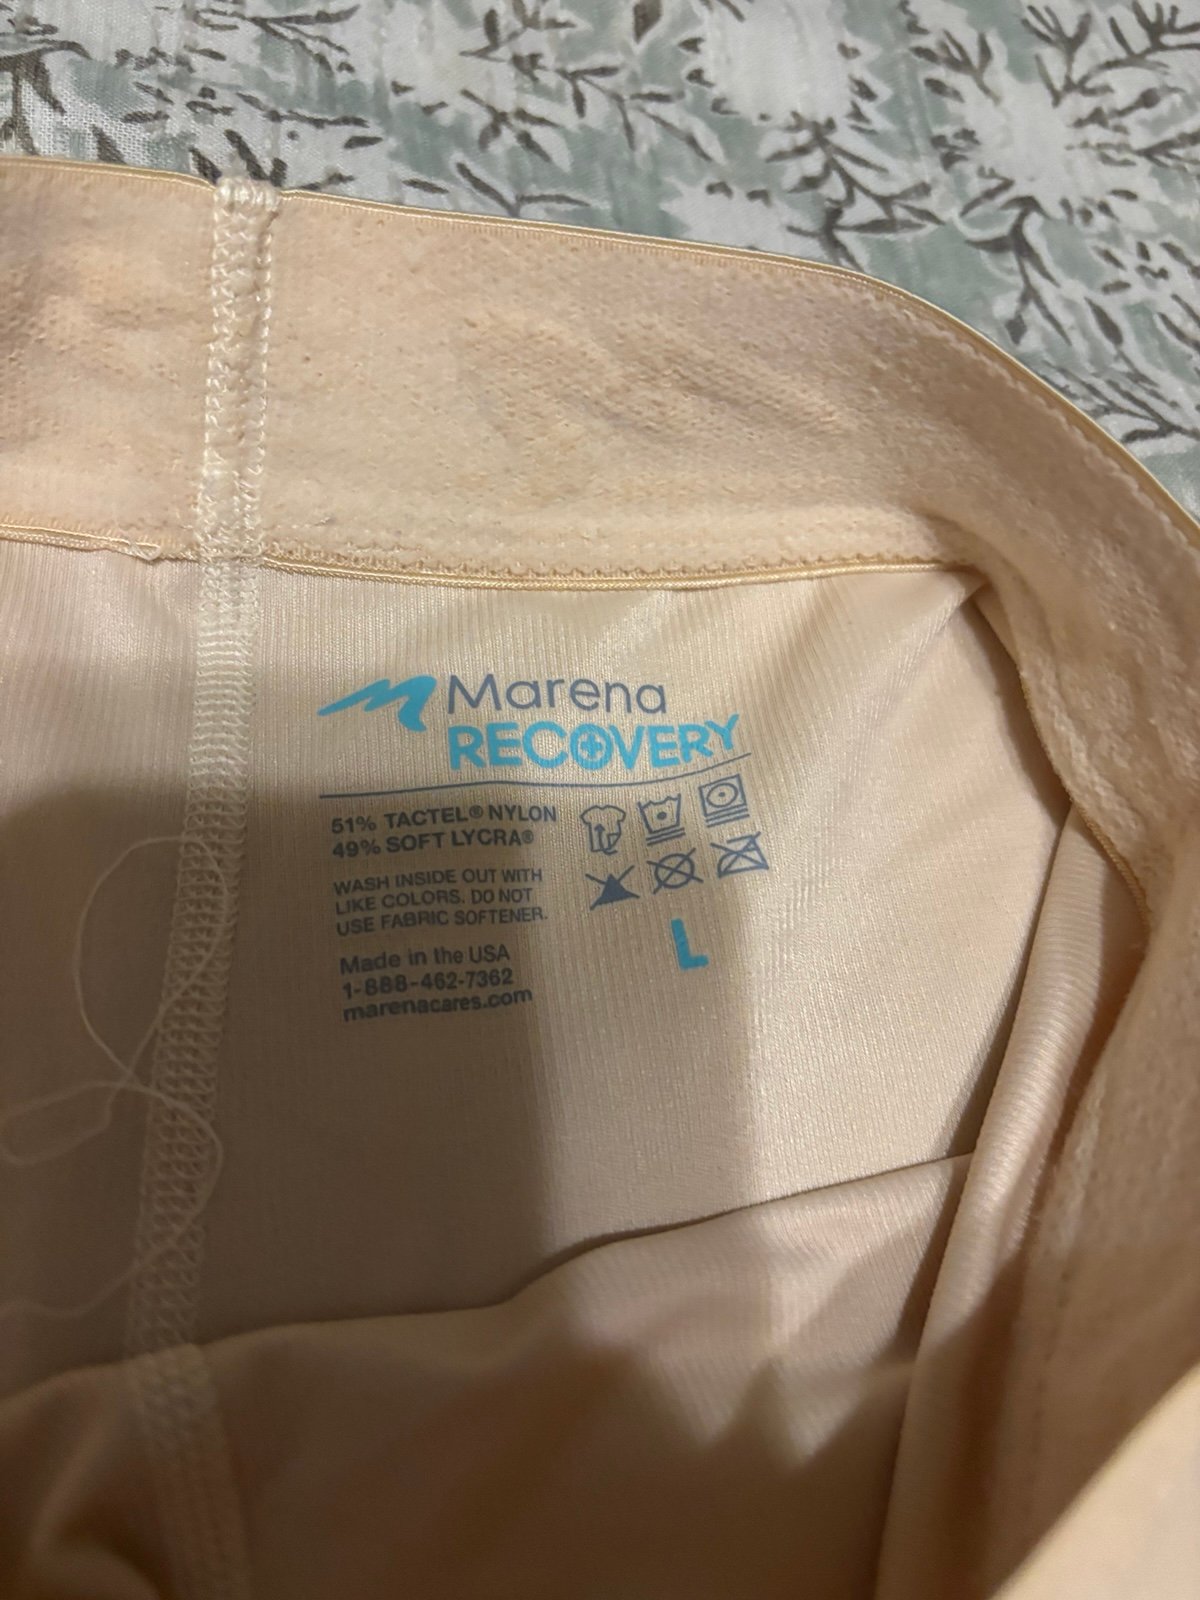 Marena
RECOVERY
51% TACTEL® NYLON
49% SOFT LYCRA®
WASH INSIDE OUT WITH
LIKE COLORS. DO NOT
USE FABRIC SOFTENER.
L
Made in the USA
1-888-462-7362
marenacares.com